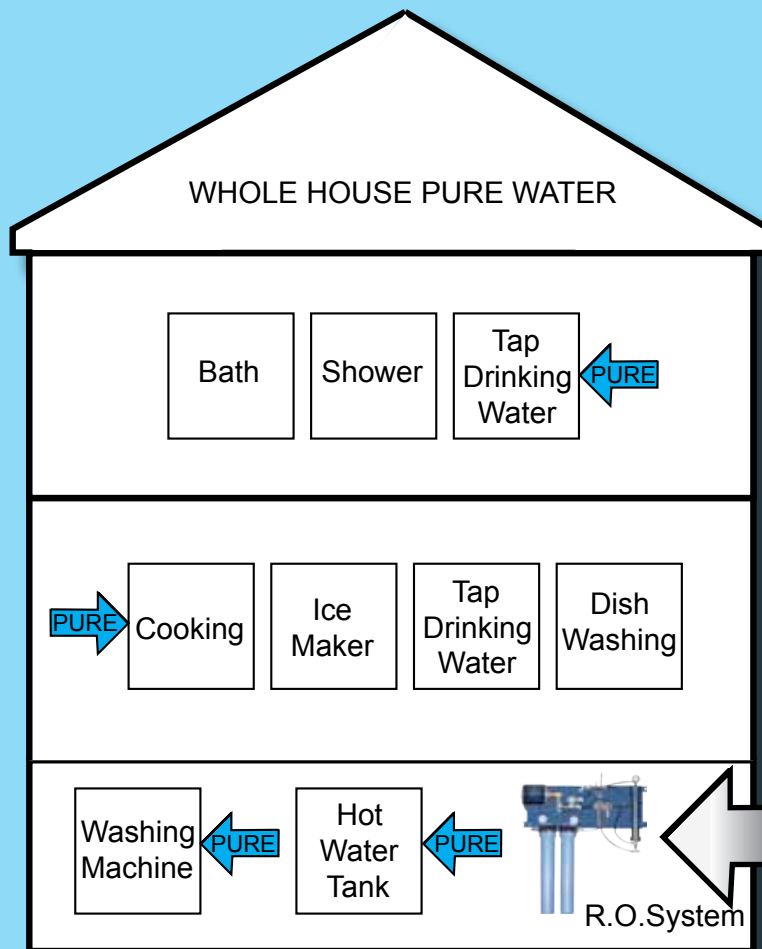 WHOLE HOUSE PURE WATER
Bath
Shower
Tap
Drinking
Water
PURE
PURE
Cooking
Ice
Maker
Tap
Drinking
Water
Dish
Washing
Washing
Machine
PURE
Hot
Water
Tank
PURE
R.O.System